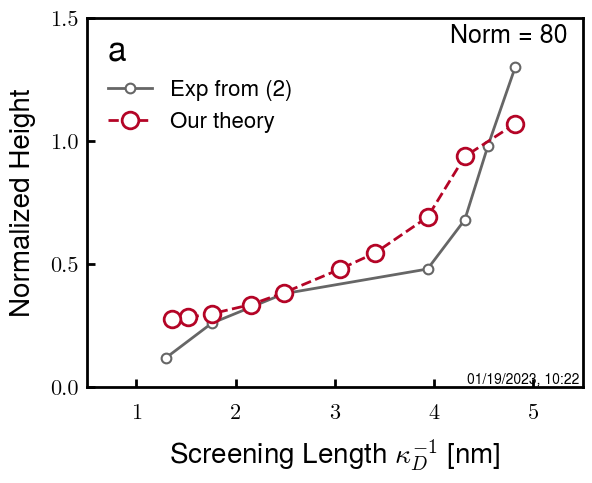 Norm = 80
a
Exp from (2)
Our theory
Normalized Height
1.5
1.0
0.5
0.0
01/19/2023, 10:22
1 2 3 4 5
Screening Length κ_D^{-1} [nm]